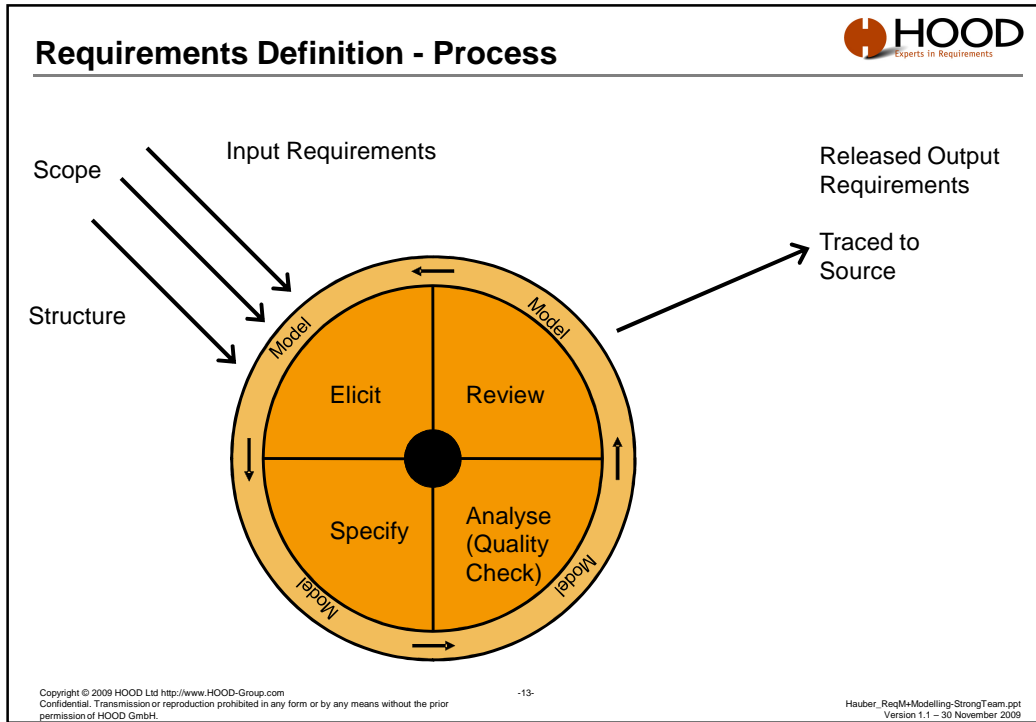 Requirements Definition - Process
HOOD
Experts in Requirements
Input Requirements
Scope
Structure
Released Output
Requirements
Traced to
Source
Model
Model
Elicit
Review
Specify
Analyse
(Quality
Check)
Model
Model
Copyright © 2009 HOOD Ltd http://www.HOOD-Group.com
Confidential. Transmission or reproduction prohibited in any form or by any means without the prior
permission of HOOD GmbH.
-13-
Hauber_ReqM+Modelling-StrongTeam.ppt
Version 1.1 – 30 November 2009